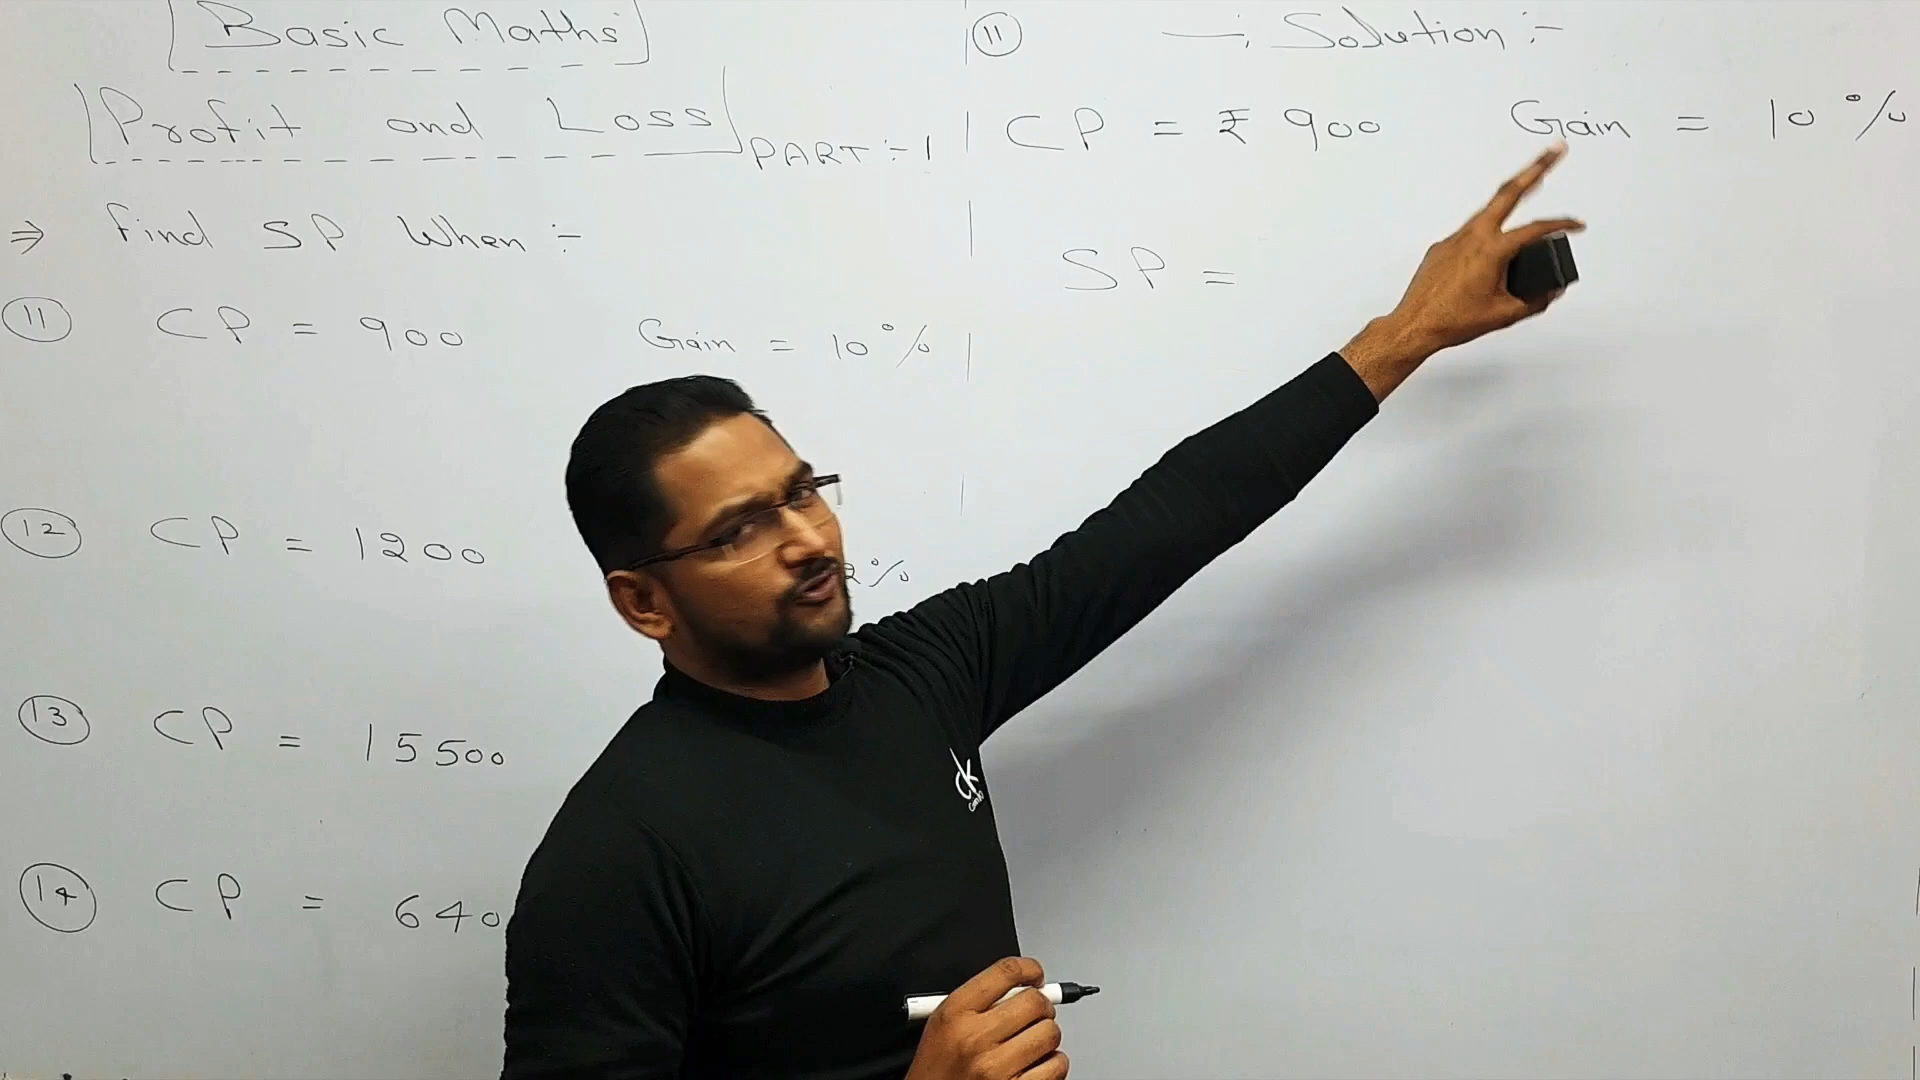 Basic Maths
Profit and Loss PART :- 1
⇒ find SP When :-
11 CP = 900 Gain = 10%
12 CP = 1200 2%
13 CP = 15500
14 CP = 640
11 Solution :-
CP = ₹ 900 Gain = 10%
SP =